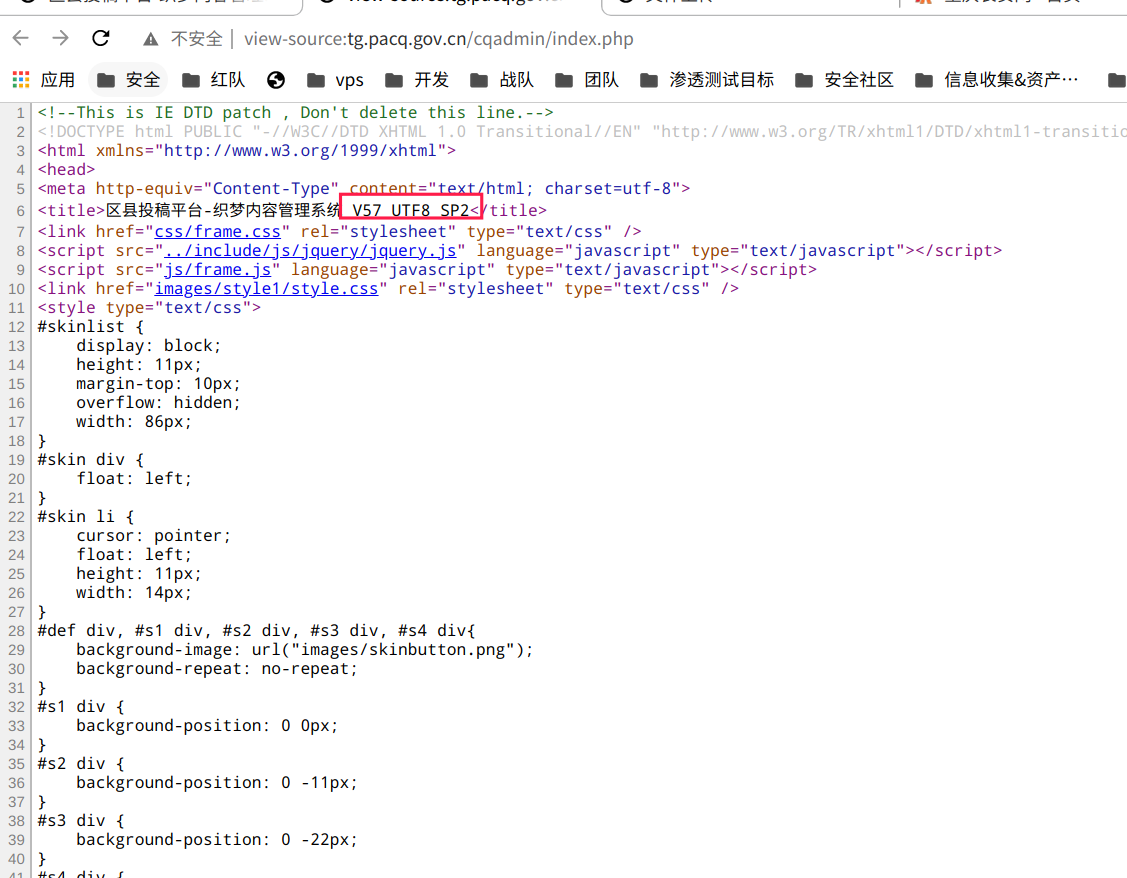 不安全 | view-source:tg.pacq.gov.cn/cqadmin/index.php
应用 安全 红队 vps 开发 战队 团队 渗透测试目标 安全社区 信息收集&资产…
1 <!--This is IE DTD patch , Don't delete this line.-->
2 <!DOCTYPE html PUBLIC "-//W3C//DTD XHTML 1.0 Transitional//EN" "http://www.w3.org/TR/xhtml1/DTD/xhtml1-transitio
3 <html xmlns="http://www.w3.org/1999/xhtml">
4 <head>
5 <meta http-equiv="Content-Type" content="text/html; charset=utf-8">
6 <title>区县投稿平台-织梦内容管理系统 V57_UTF8_SP2</title>
7 <link href="css/frame.css" rel="stylesheet" type="text/css" />
8 <script src="../include/js/jquery/jquery.js" language="javascript" type="text/javascript"></script>
9 <script src="js/frame.js" language="javascript" type="text/javascript"></script>
10 <link href="images/style1/style.css" rel="stylesheet" type="text/css" />
11 <style type="text/css">
12 #skinlist {
13 display: block;
14 height: 11px;
15 margin-top: 10px;
16 overflow: hidden;
17 width: 86px;
18 }
19 #skin div {
20 float: left;
21 }
22 #skin li {
23 cursor: pointer;
24 float: left;
25 height: 11px;
26 width: 14px;
27 }
28 #def div, #s1 div, #s2 div, #s3 div, #s4 div{
29 background-image: url("images/skinbutton.png");
30 background-repeat: no-repeat;
31 }
32 #s1 div {
33 background-position: 0 0px;
34 }
35 #s2 div {
36 background-position: 0 -11px;
37 }
38 #s3 div {
39 background-position: 0 -22px;
40 }
41 #s4 div {